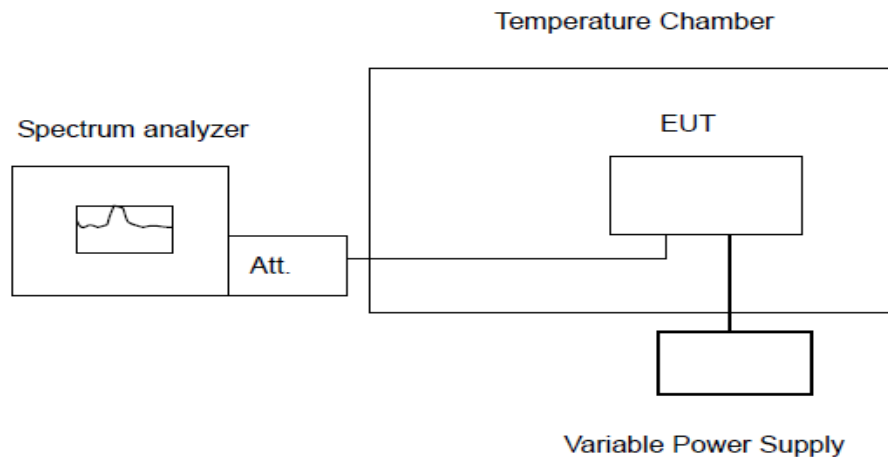 Temperature Chamber
Spectrum analyzer
EUT
Att.
Variable Power Supply